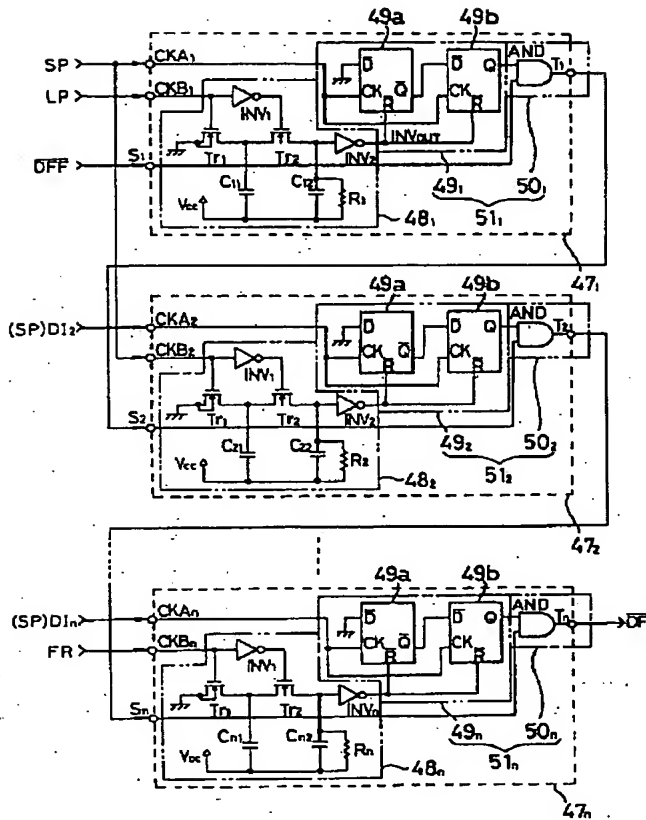 49a 49b
SP CKA₁ D̅ Q̅ D̅ Q AND T₁
LP CKB₁ CK R̅ CK R̅
INV₁ INVOUT
D̅F̅F̅ S₁ Tr₁ Tr₂ INV₂
C₁₁ C₁₂ R₁ 49₁ 50₁
Vcc 48₁ 51₁
47₁
49a 49b
(SP)DI₂ CKA₂ D̅ Q̅ D̅ Q AND T₂
CKB₂ CK R̅ CK R̅
INV₁
S₂ Tr₁ Tr₂ INV₂
C₂₁ C₂₂ R₂ 49₂ 50₂
Vcc 48₂ 51₂
47₂
49a 49b
(SP)DIn CKAn D̅ Q̅ D̅ Q AND Tn D̅F̅
FR CKBn CK R̅ CK R̅
INV₁
Sn Tr₁ Tr₂ INVn
Cn1 Cn2 Rn 49n 50n
48n 51n
47n